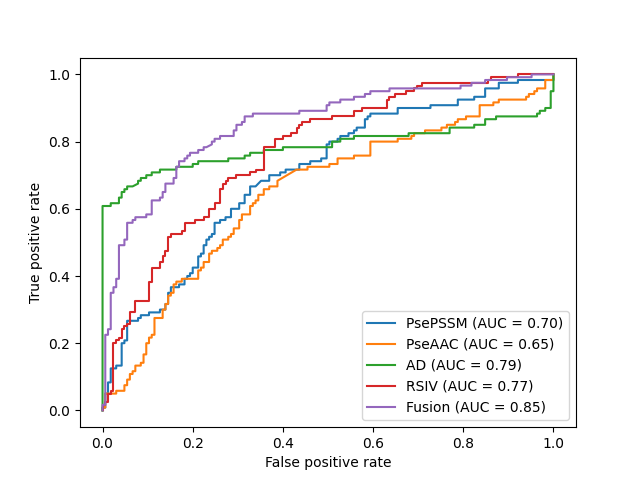 1.0
0.8
0.6
0.4
0.2
0.0
True positive rate
0.0 0.2 0.4 0.6 0.8 1.0
False positive rate
PsePSSM (AUC = 0.70)
PseAAC (AUC = 0.65)
AD (AUC = 0.79)
RSIV (AUC = 0.77)
Fusion (AUC = 0.85)